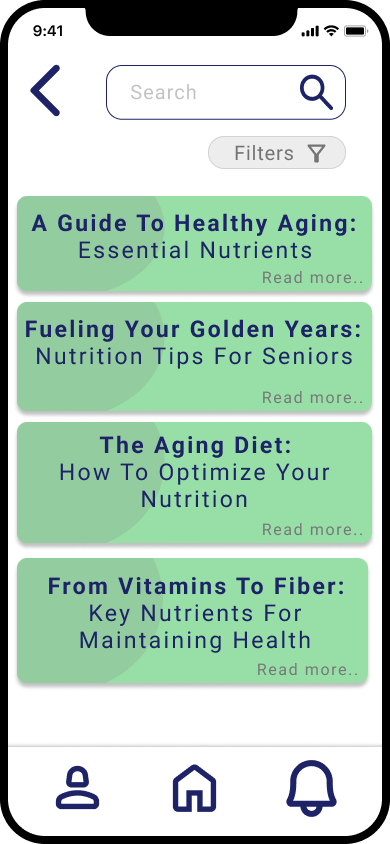 9:41
Search
Filters
A Guide To Healthy Aging:
Essential Nutrients
Read more..
Fueling Your Golden Years:
Nutrition Tips For Seniors
Read more..
The Aging Diet:
How To Optimize Your
Nutrition
Read more..
From Vitamins To Fiber:
Key Nutrients For
Maintaining Health
Read more..